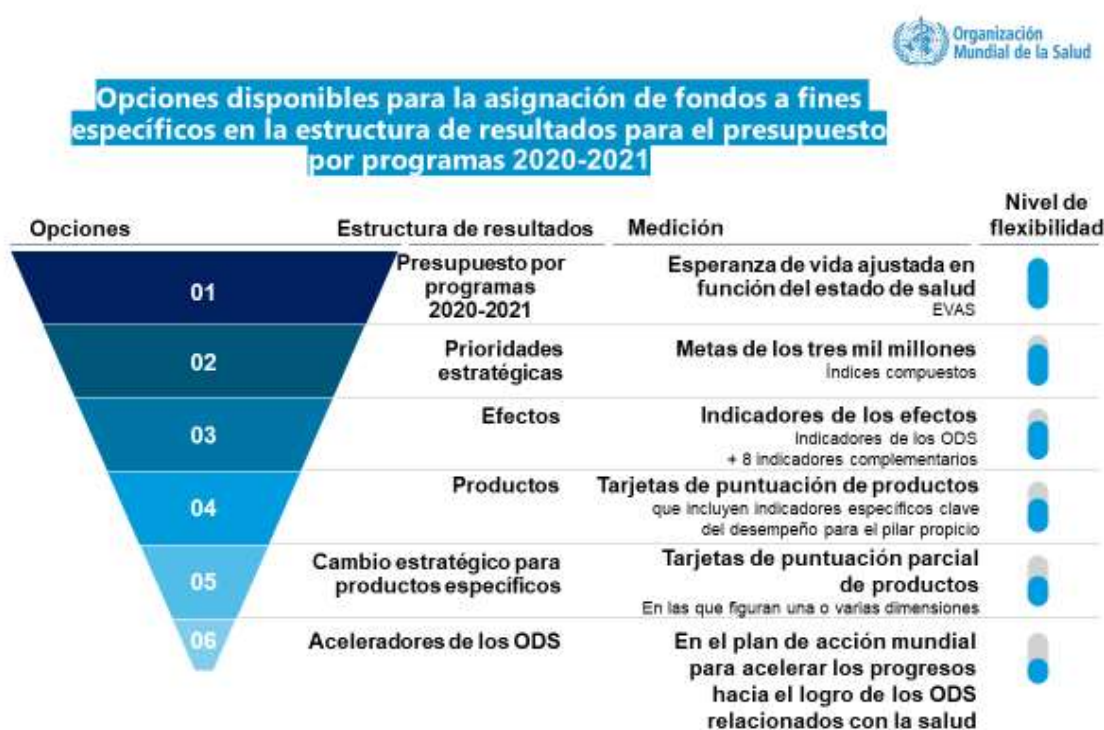 Organización
Mundial de la Salud
Opciones disponibles para la asignación de fondos a fines
específicos en la estructura de resultados para el presupuesto
por programas 2020-2021
Opciones
Estructura de resultados
Medición
Nivel de
flexibilidad
01
Presupuesto por
programas
2020-2021
Esperanza de vida ajustada en
función del estado de salud
EVAS
02
Prioridades
estratégicas
Metas de los tres mil millones
Índices compuestos
03
Efectos
Indicadores de los efectos
Indicadores de los ODS
+ 8 indicadores complementarios
04
Productos
Tarjetas de puntuación de productos
que incluyen indicadores específicos clave
del desempeño para el pilar propicio
05
Cambio estratégico para
productos específicos
Tarjetas de puntuación parcial
de productos
En las que figuran una o varias dimensiones
06
Aceleradores de los ODS
En el plan de acción mundial
para acelerar los progresos
hacia el logro de los ODS
relacionados con la salud